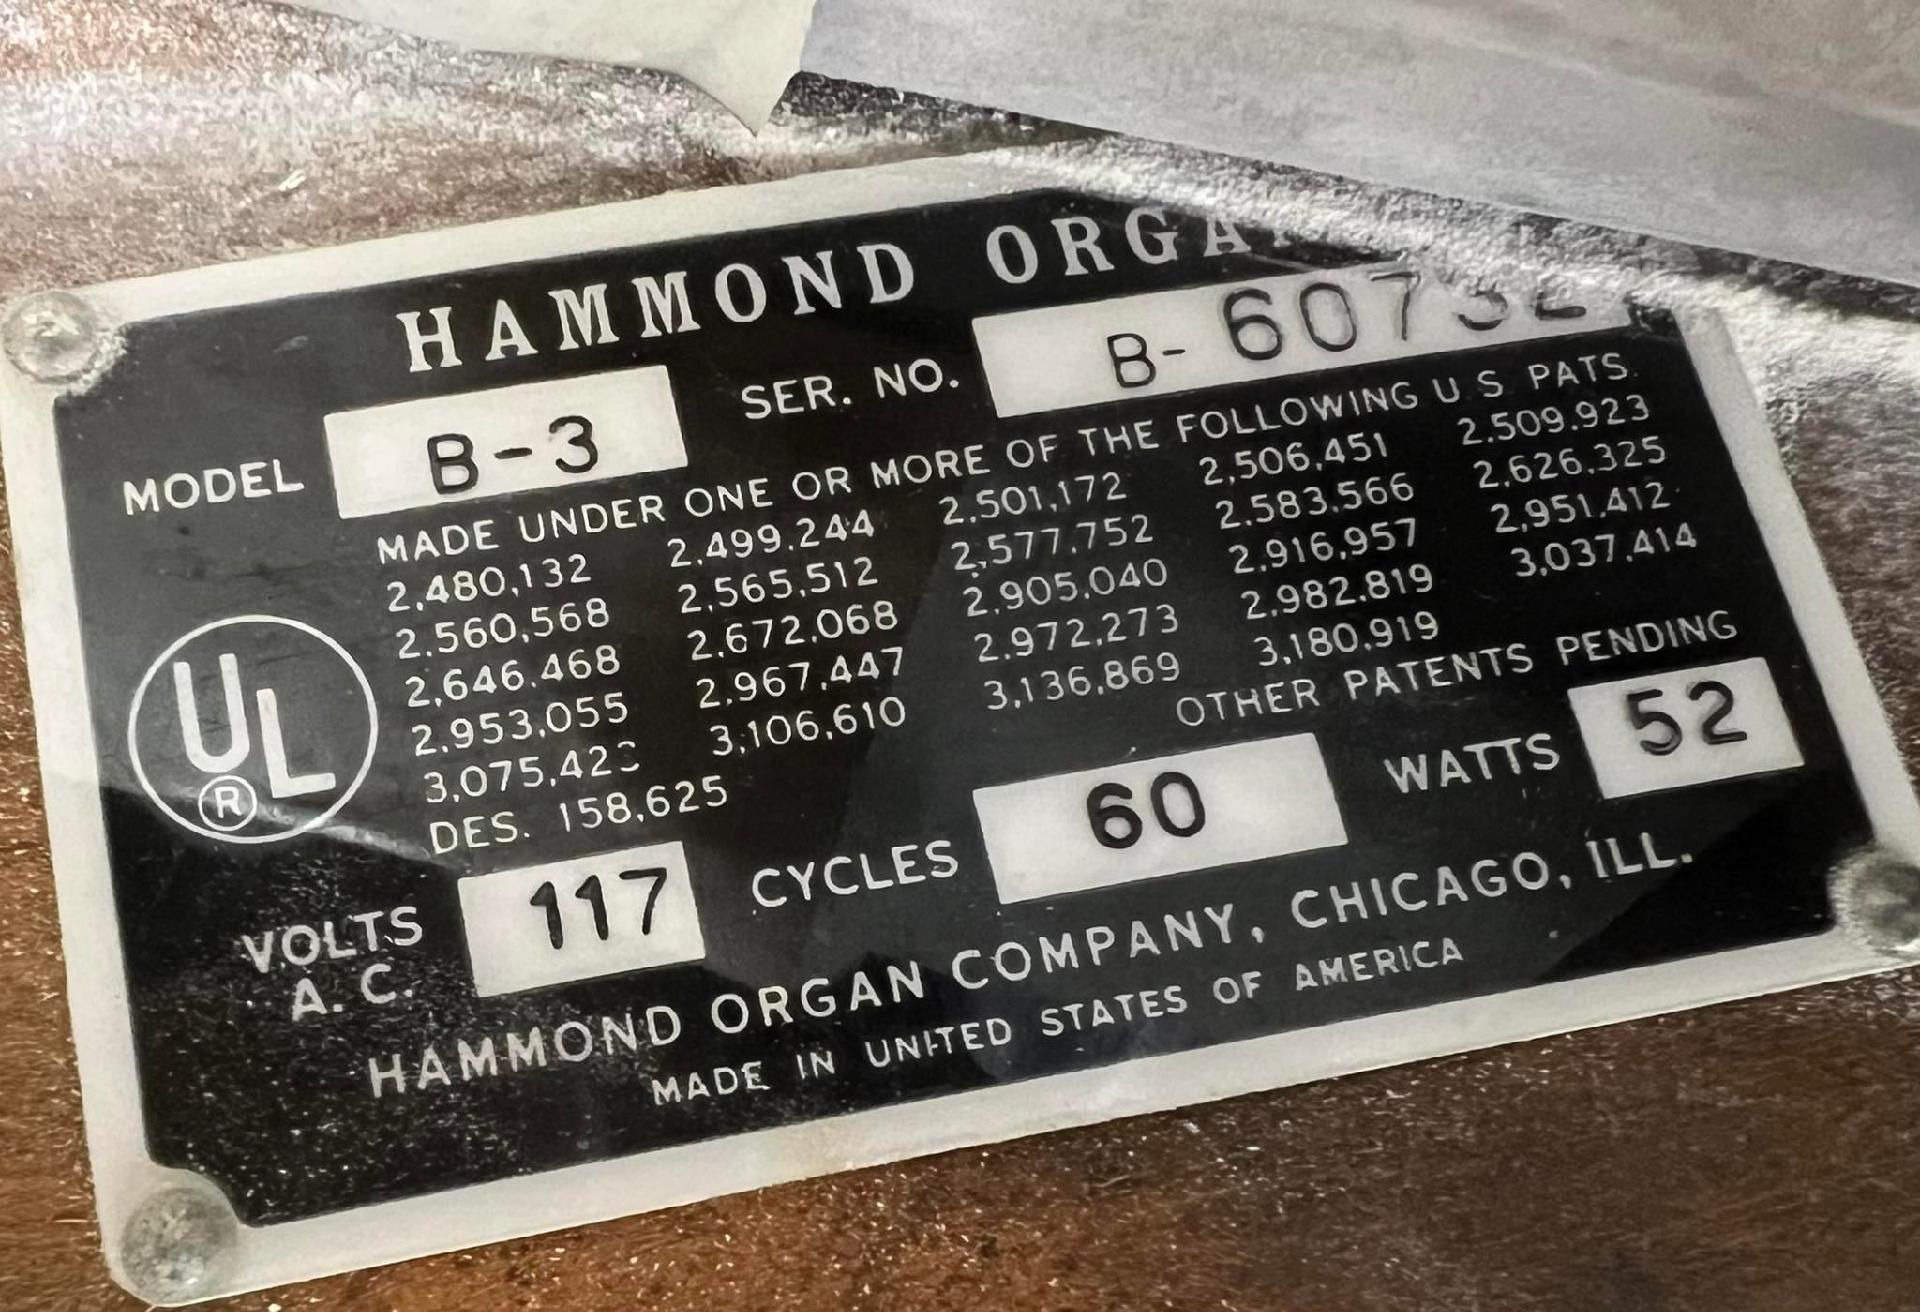 HAMMOND ORGA
MODEL B-3 SER. NO. B-607
MADE UNDER ONE OR MORE OF THE FOLLOWING U.S. PATS.
2,480,132 2,499,244 2,501,172 2,506,451 2,509,923
2,560,568 2,565,512 2,577,752 2,583,566 2,626,325
2,646,468 2,672,068 2,905,040 2,916,957 2,951,412
2,953,055 2,967,447 2,972,273 2,982,819 3,037,414
3,075,42 3,106,610 3,136,869 3,180,919
DES. 158,625 OTHER PATENTS PENDING
UL
®
VOLTS A. C. 117 CYCLES 60 WATTS 52
HAMMOND ORGAN COMPANY, CHICAGO, ILL.
MADE IN UNITED STATES OF AMERICA